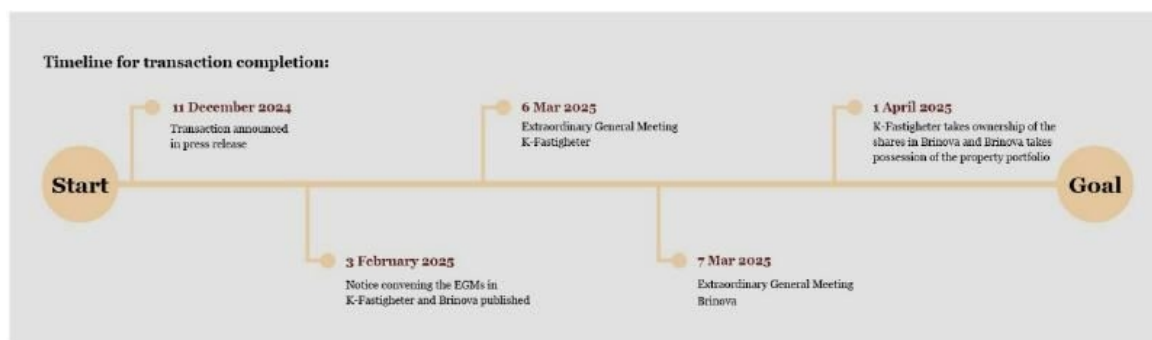 Timeline for transaction completion:
11 December 2024
Transaction announced
in press release
6 Mar 2025
Extraordinary General Meeting
K-Fastigheter
1 April 2025
K-Fastigheter takes ownership of the
shares in Brinova and Brinova takes
possession of the property portfolio
Start
Goal
3 February 2025
Notice convening the EGMs in
K-Fastigheter and Brinova published
7 Mar 2025
Extraordinary General Meeting
Brinova